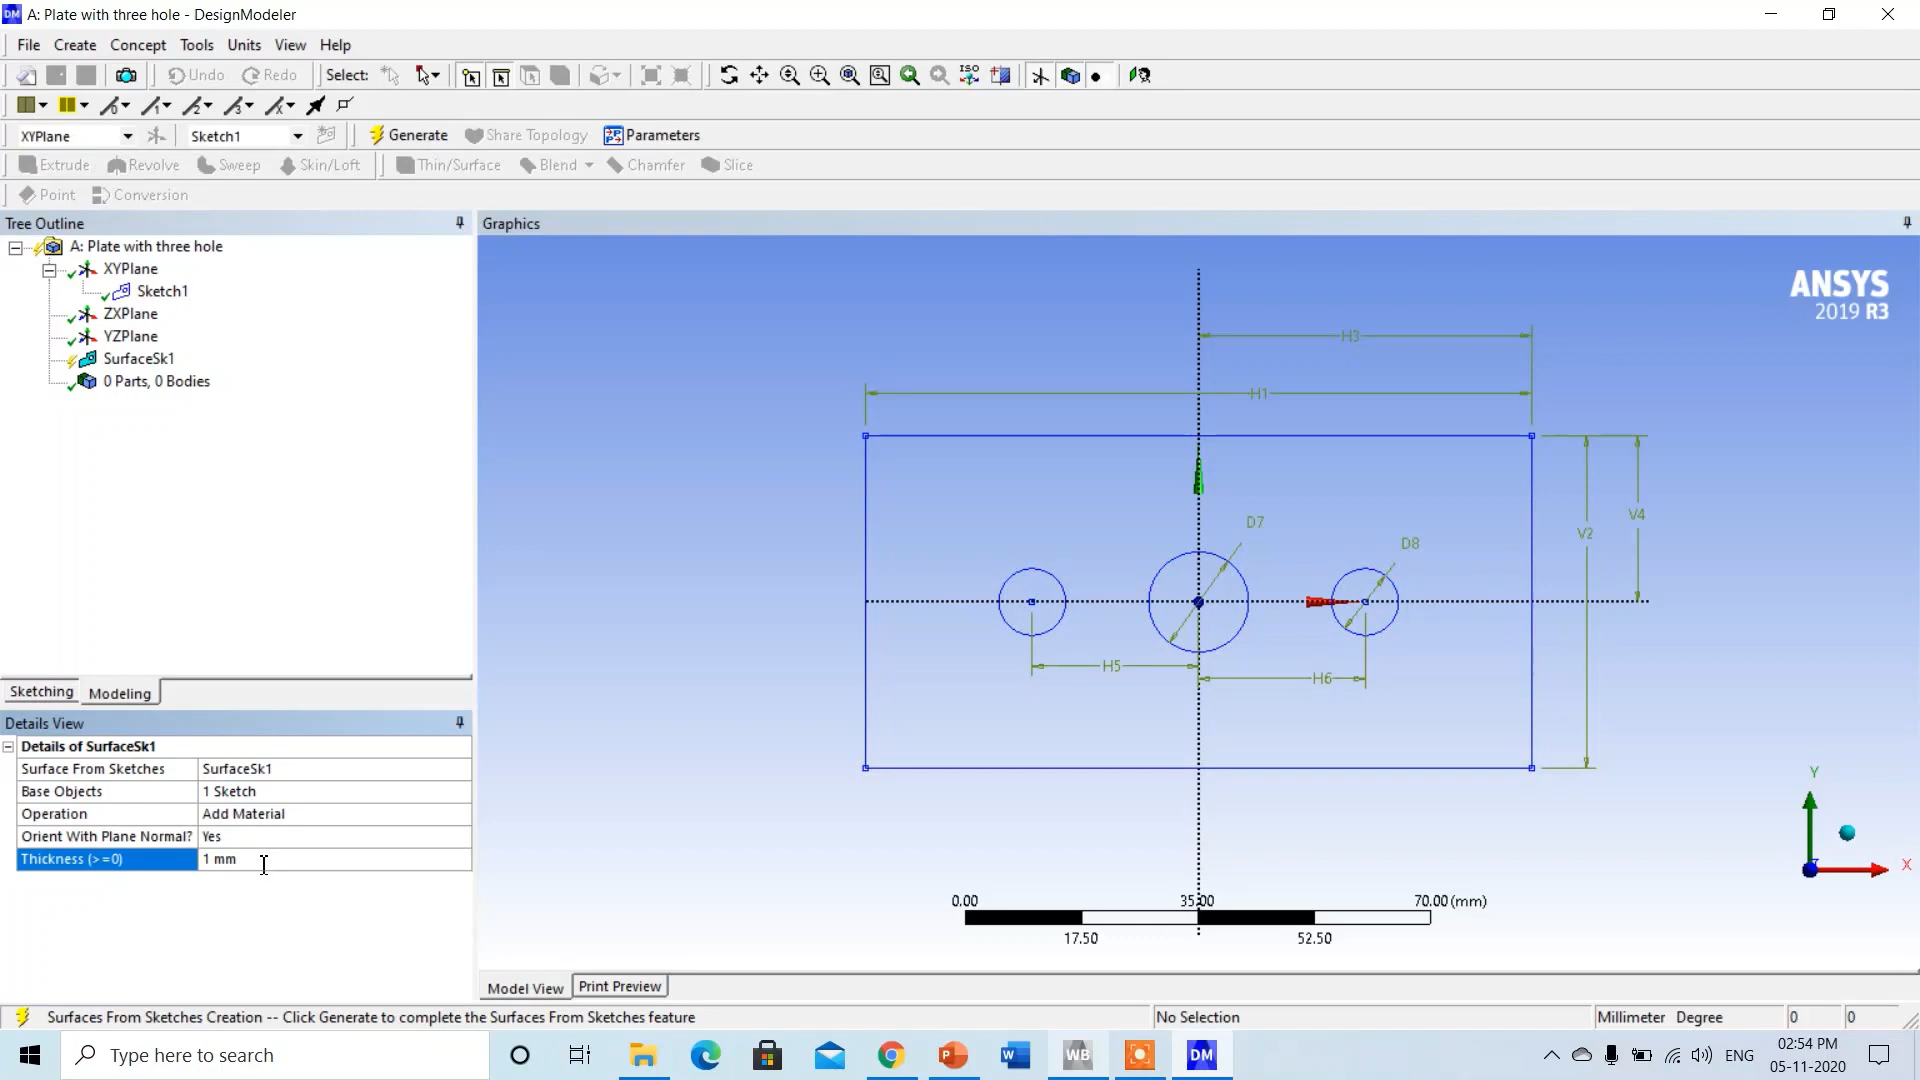 A: Plate with three hole - DesignModeler
File Create Concept Tools Units View Help
Undo Redo Select: ISO
XYPlane Sketch1 Generate Share Topology Parameters
Extrude Revolve Sweep Skin/Loft Thin/Surface Blend Chamfer Slice
Point Conversion
Tree Outline
A: Plate with three hole
XYPlane
Sketch1
ZXPlane
YZPlane
SurfaceSk1
0 Parts, 0 Bodies
Sketching Modeling
Details View
Details of SurfaceSk1
Surface From Sketches SurfaceSk1
Base Objects 1 Sketch
Operation Add Material
Orient With Plane Normal? Yes
Thickness (>=0) 1 mm
Graphics
ANSYS
2019 R3
H3
H1
D7
V4
V2
D8
H5
H6
Y
X
0.00 35.00 70.00 (mm)
17.50 52.50
Model View Print Preview
Surfaces From Sketches Creation -- Click Generate to complete the Surfaces From Sketches feature No Selection Millimeter Degree 0 0
Type here to search WB DM ENG 02:54 PM
05-11-2020